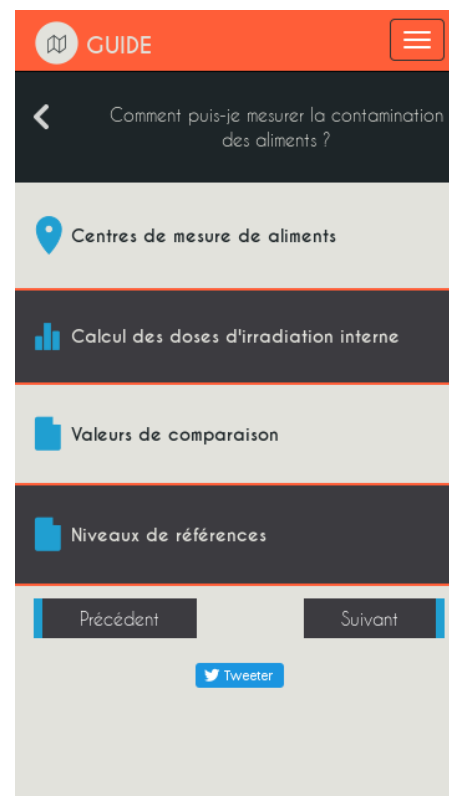 GUIDE
Comment puis-je mesurer la contamination
des aliments ?
Centres de mesure de aliments
Calcul des doses d'irradiation interne
Valeurs de comparaison
Niveaux de références
Précédent
Suivant
Tweeter